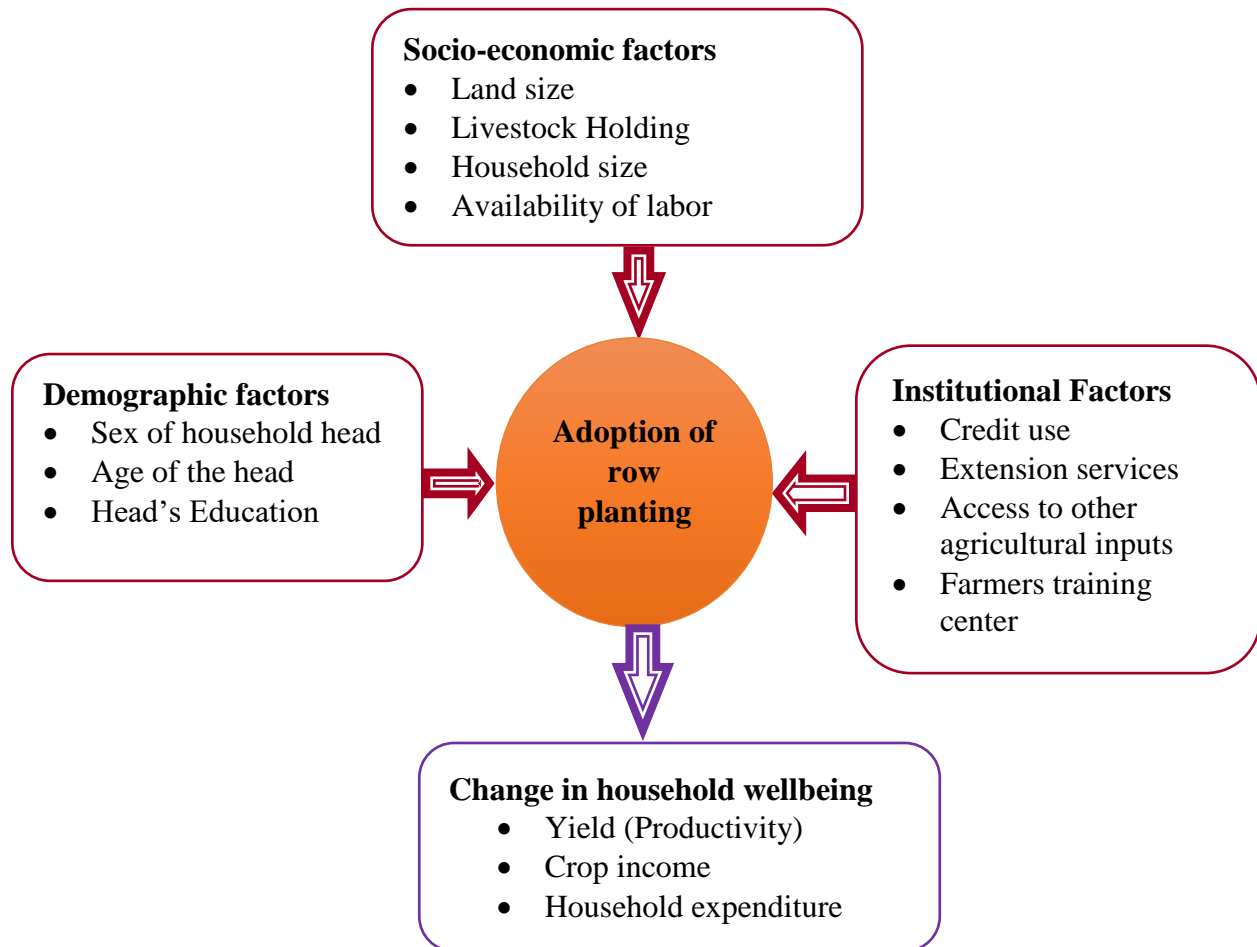 Socio-economic factors
• Land size
• Livestock Holding
• Household size
• Availability of labor
Demographic factors
• Sex of household head
• Age of the head
• Head’s Education
Adoption of
row
planting
Institutional Factors
• Credit use
• Extension services
• Access to other
agricultural inputs
• Farmers training
center
Change in household wellbeing
• Yield (Productivity)
• Crop income
• Household expenditure